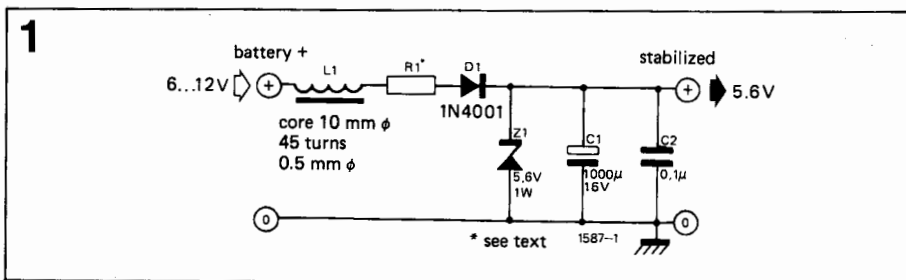 1
battery +
6...12V
L1
R1*
D1
1N4001
stabilized
5.6V
core 10 mm ϕ
45 turns
0.5 mm ϕ
Z1
5,6V
1W
C1
1000µ
16V
C2
0,1µ
+
+
0
0
* see text
1587--1